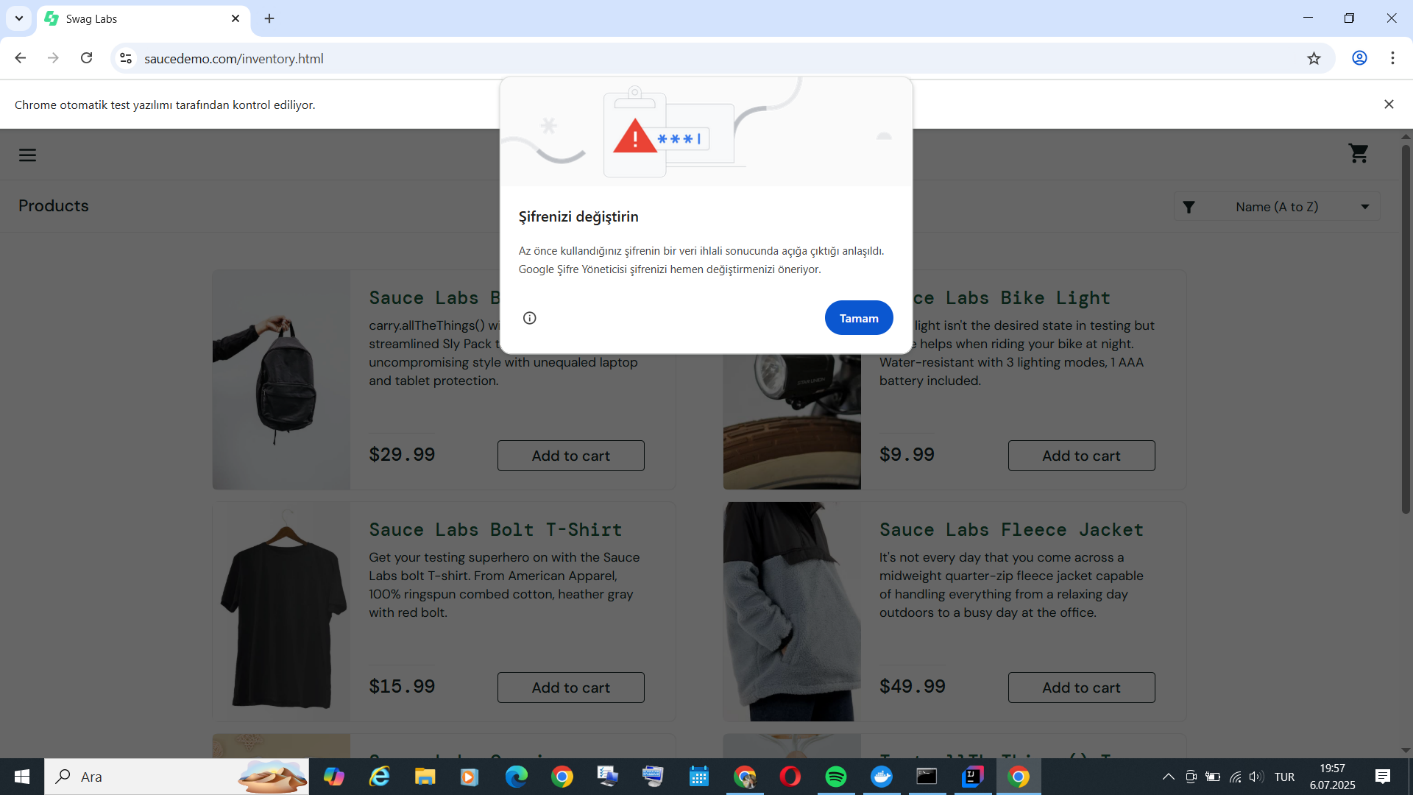 Swag Labs
saucedemo.com/inventory.html
Chrome otomatik test yazılımı tarafından kontrol ediliyor.
***|
Şifrenizi değiştirin
Az önce kullandığınız şifrenin bir veri ihlali sonucunda açığa çıktığı anlaşıldı.
Google Şifre Yöneticisi şifrenizi hemen değiştirmenizi öneriyor.
Tamam
Products
Name (A to Z)
Sauce Labs B
carry.allTheThings() wi
streamlined Sly Pack t
uncompromising style with unequaled laptop
and tablet protection.
$29.99
Add to cart
ce Labs Bike Light
light isn't the desired state in testing but
helps when riding your bike at night.
Water-resistant with 3 lighting modes, 1 AAA
battery included.
$9.99
Add to cart
Sauce Labs Bolt T-Shirt
Get your testing superhero on with the Sauce
Labs bolt T-shirt. From American Apparel,
100% ringspun combed cotton, heather gray
with red bolt.
$15.99
Add to cart
Sauce Labs Fleece Jacket
It's not every day that you come across a
midweight quarter-zip fleece jacket capable
of handling everything from a relaxing day
outdoors to a busy day at the office.
$49.99
Add to cart
Ara
TUR
19:57
6.07.2025